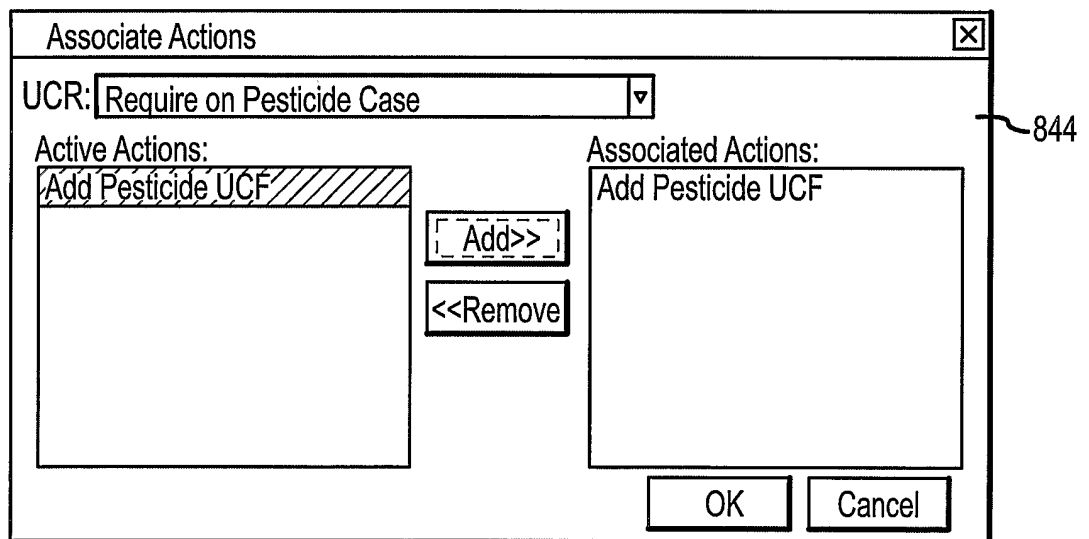 Associate Actions
UCR: Require on Pesticide Case
844
Active Actions:
Associated Actions:
Add Pesticide UCF
Add Pesticide UCF
Add>>
<<Remove
OK
Cancel